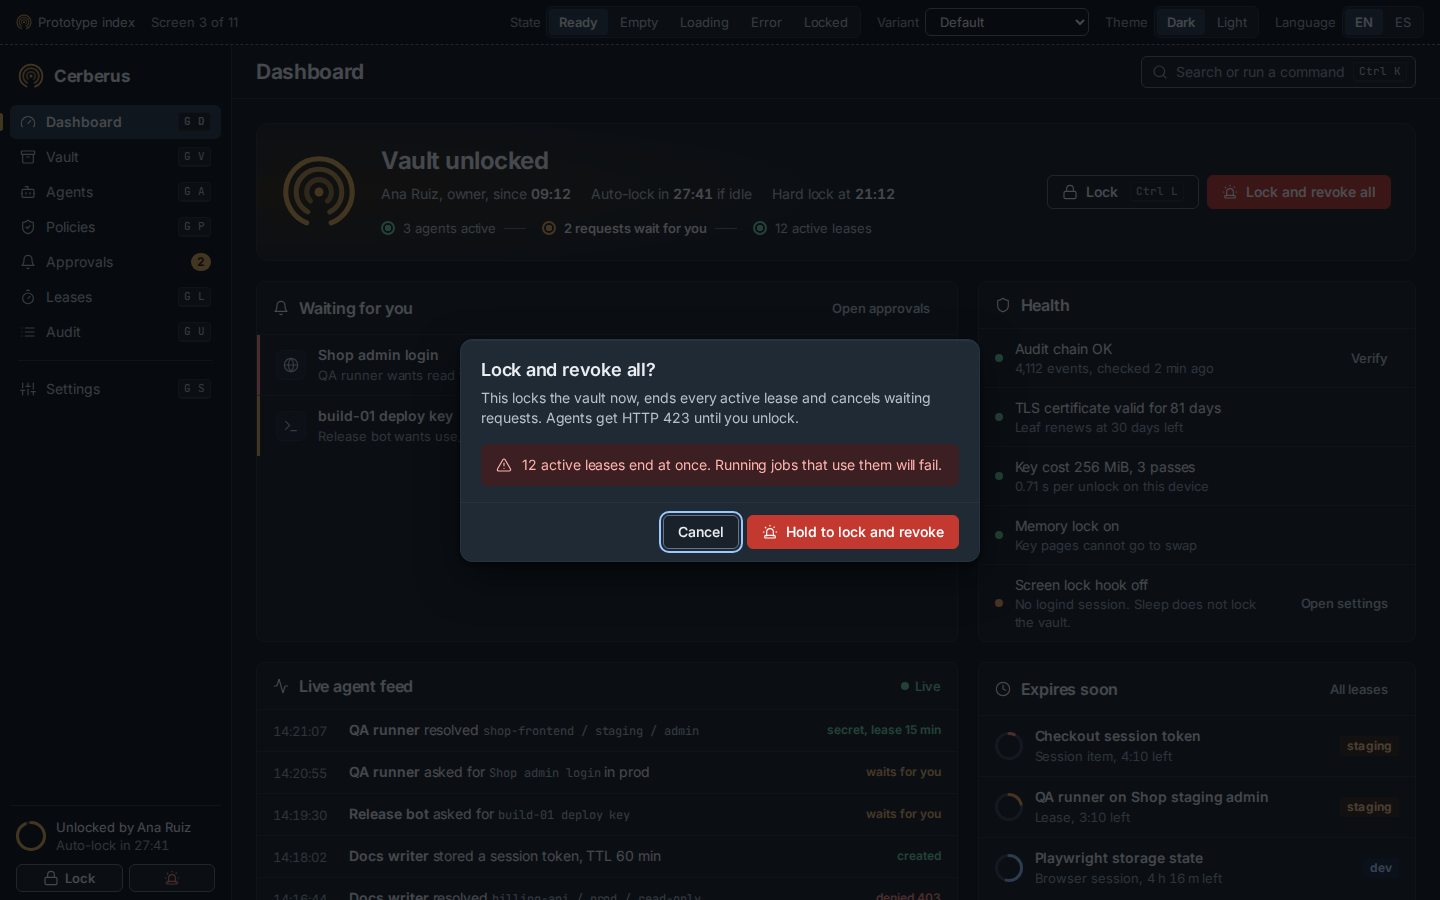 Prototype index
Screen 3 of 11
State
Ready
Empty
Loading
Error
Locked
Variant
Default
Theme
Dark
Light
Language
EN
ES
Cerberus
Dashboard
Search or run a command
Ctrl K
Dashboard G D
Vault G V
Agents G A
Policies G P
Approvals 2
Leases G L
Audit G U
Settings G S
Vault unlocked
Ana Ruiz, owner, since 09:12
Auto-lock in 27:41 if idle
Hard lock at 21:12
3 agents active
2 requests wait for you
12 active leases
Lock Ctrl L
Lock and revoke all
Waiting for you
Open approvals
Shop admin login
QA runner wants read
build-01 deploy key
Release bot wants use
Health
Audit chain OK
4,112 events, checked 2 min ago
Verify
TLS certificate valid for 81 days
Leaf renews at 30 days left
Key cost 256 MiB, 3 passes
0.71 s per unlock on this device
Memory lock on
Key pages cannot go to swap
Screen lock hook off
No logind session. Sleep does not lock
the vault.
Open settings
Lock and revoke all?
This locks the vault now, ends every active lease and cancels waiting
requests. Agents get HTTP 423 until you unlock.
12 active leases end at once. Running jobs that use them will fail.
Cancel
Hold to lock and revoke
Live agent feed
Live
14:21:07 QA runner resolved shop-frontend / staging / admin secret, lease 15 min
14:20:55 QA runner asked for Shop admin login in prod waits for you
14:19:30 Release bot asked for build-01 deploy key waits for you
14:18:02 Docs writer stored a session token, TTL 60 min created
14:16:44 Docs writer resolved billing-api / prod / read-only denied 403
Expires soon
All leases
Checkout session token
Session item, 4:10 left
staging
QA runner on Shop staging admin
Lease, 3:10 left
staging
Playwright storage state
Browser session, 4 h 16 m left
dev
Unlocked by Ana Ruiz
Auto-lock in 27:41
Lock